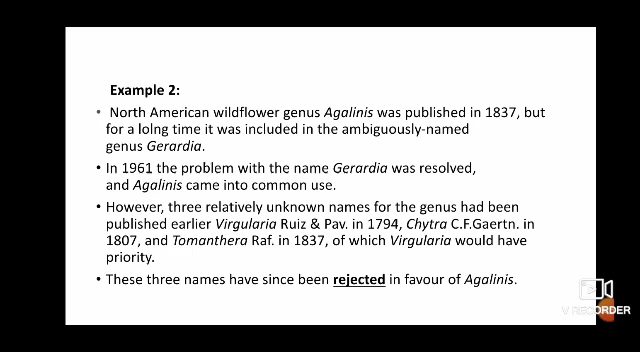 Example 2:
• North American wildflower genus Agalinis was published in 1837, but
for a lolng time it was included in the ambiguously-named
genus Gerardia.
• In 1961 the problem with the name Gerardia was resolved,
and Agalinis came into common use.
• However, three relatively unknown names for the genus had been
published earlier Virgularia Ruiz & Pav. in 1794, Chytra C.F.Gaertn. in
1807, and Tomanthera Raf. in 1837, of which Virgularia would have
priority.
• These three names have since been rejected in favour of Agalinis.
V RECORDER